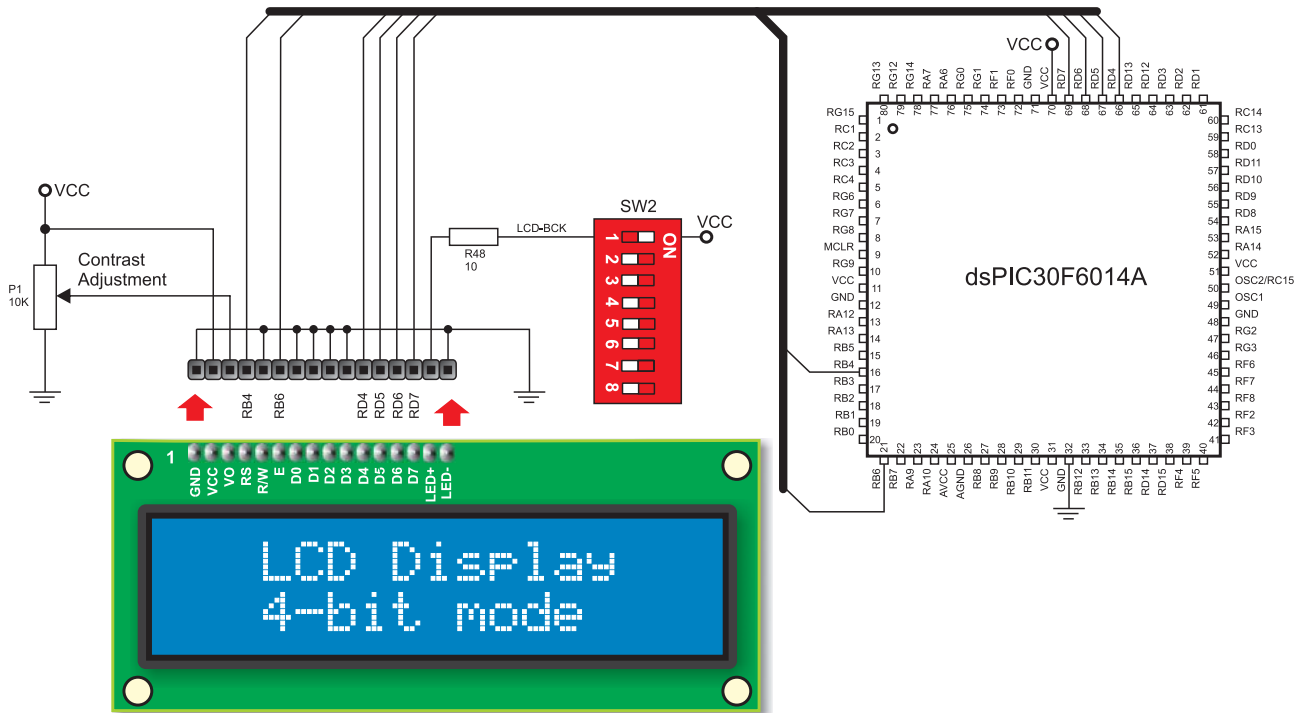 VCC
Contrast
Adjustment
P1
10K
RB4
RB6
RD4
RD5
RD6
RD7
R48
10
LCD-BCK
SW2
VCC
ON
1
2
3
4
5
6
7
8
VCC
RG13 RG12 RG14 RA7 RA6 RG0 RG1 RF1 RF0 GND VCC RD7 RD6 RD5 RD4 RD13 RD12 RD3 RD2 RD1
80 79 78 77 76 75 74 73 72 71 70 69 68 67 66 65 64 63 62 61
RG15 1 60 RC14
RC1 2 59 RC13
RC2 3 58 RD0
RC3 4 57 RD11
RC4 5 56 RD10
RG6 6 55 RD9
RG7 7 54 RD8
RG8 8 53 RA15
MCLR 9 52 RA14
RG9 10 51 VCC
VCC 11 50 OSC2/RC15
GND 12 49 OSC1
RA12 13 48 GND
RA13 14 47 RG2
RB5 15 46 RG3
RB4 16 45 RF6
RB3 17 44 RF7
RB2 18 43 RF8
RB1 19 42 RF2
RB0 20 41 RF3
dsPIC30F6014A
21 22 23 24 25 26 27 28 29 30 31 32 33 34 35 36 37 38 39 40
RB6 RB7 RA9 RA10 AVCC AGND RB8 RB9 RB10 RB11 VCC GND RB12 RB13 RB14 RB15 RD14 RD15 RF4 RF5
1
GND VCC VO RS R/W E D0 D1 D2 D3 D4 D5 D6 D7 LED+ LED-
LCD Display
4-bit mode